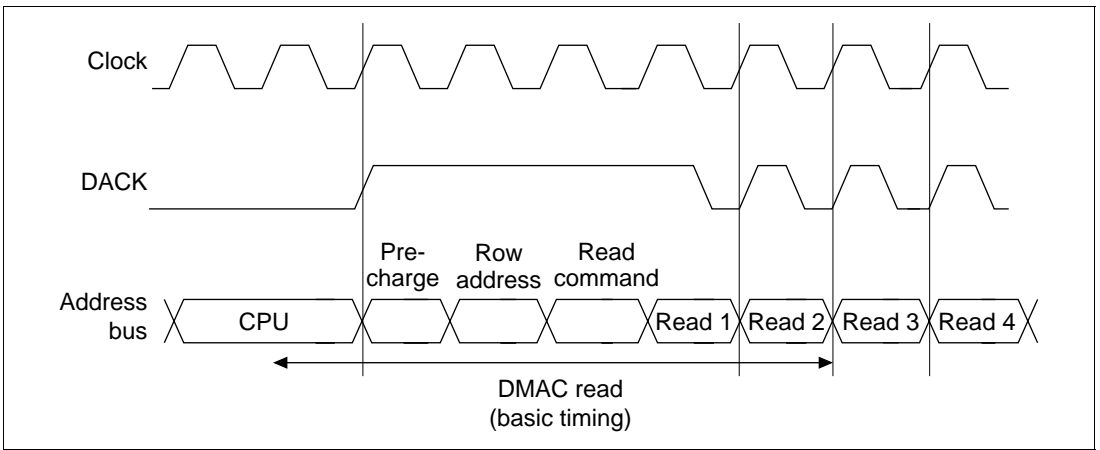 Clock
DACK
Pre-
charge
Row
address
Read
command
Address
bus
CPU
Read 1
Read 2
Read 3
Read 4
DMAC read
(basic timing)